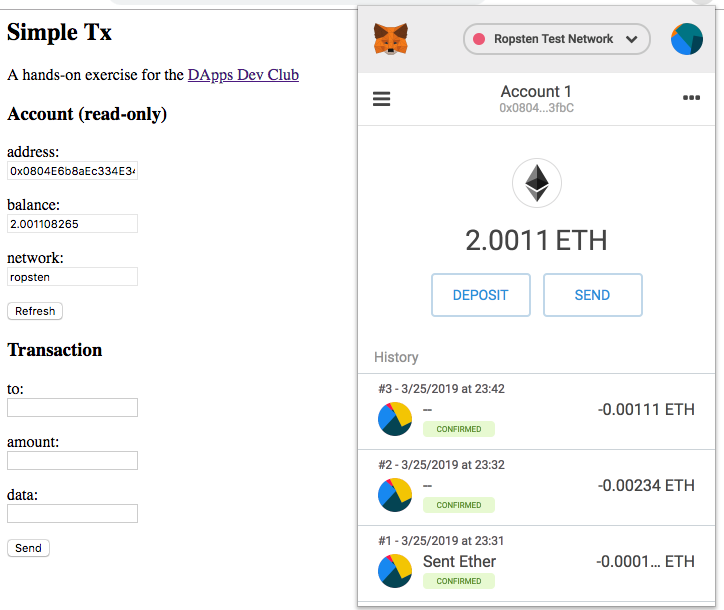 Simple Tx
A hands-on exercise for the DApps Dev Club
Account (read-only)
address:
0x0804E6b8aEc334E34
balance:
2.001108265
network:
ropsten
Refresh
Transaction
to:
amount:
data:
Send
Ropsten Test Network
Account 1
0x0804...3fbC
2.0011 ETH
DEPOSIT SEND
History
#3 - 3/25/2019 at 23:42
-- -0.00111 ETH
CONFIRMED
#2 - 3/25/2019 at 23:32
-- -0.00234 ETH
CONFIRMED
#1 - 3/25/2019 at 23:31
Sent Ether -0.0001... ETH
CONFIRMED